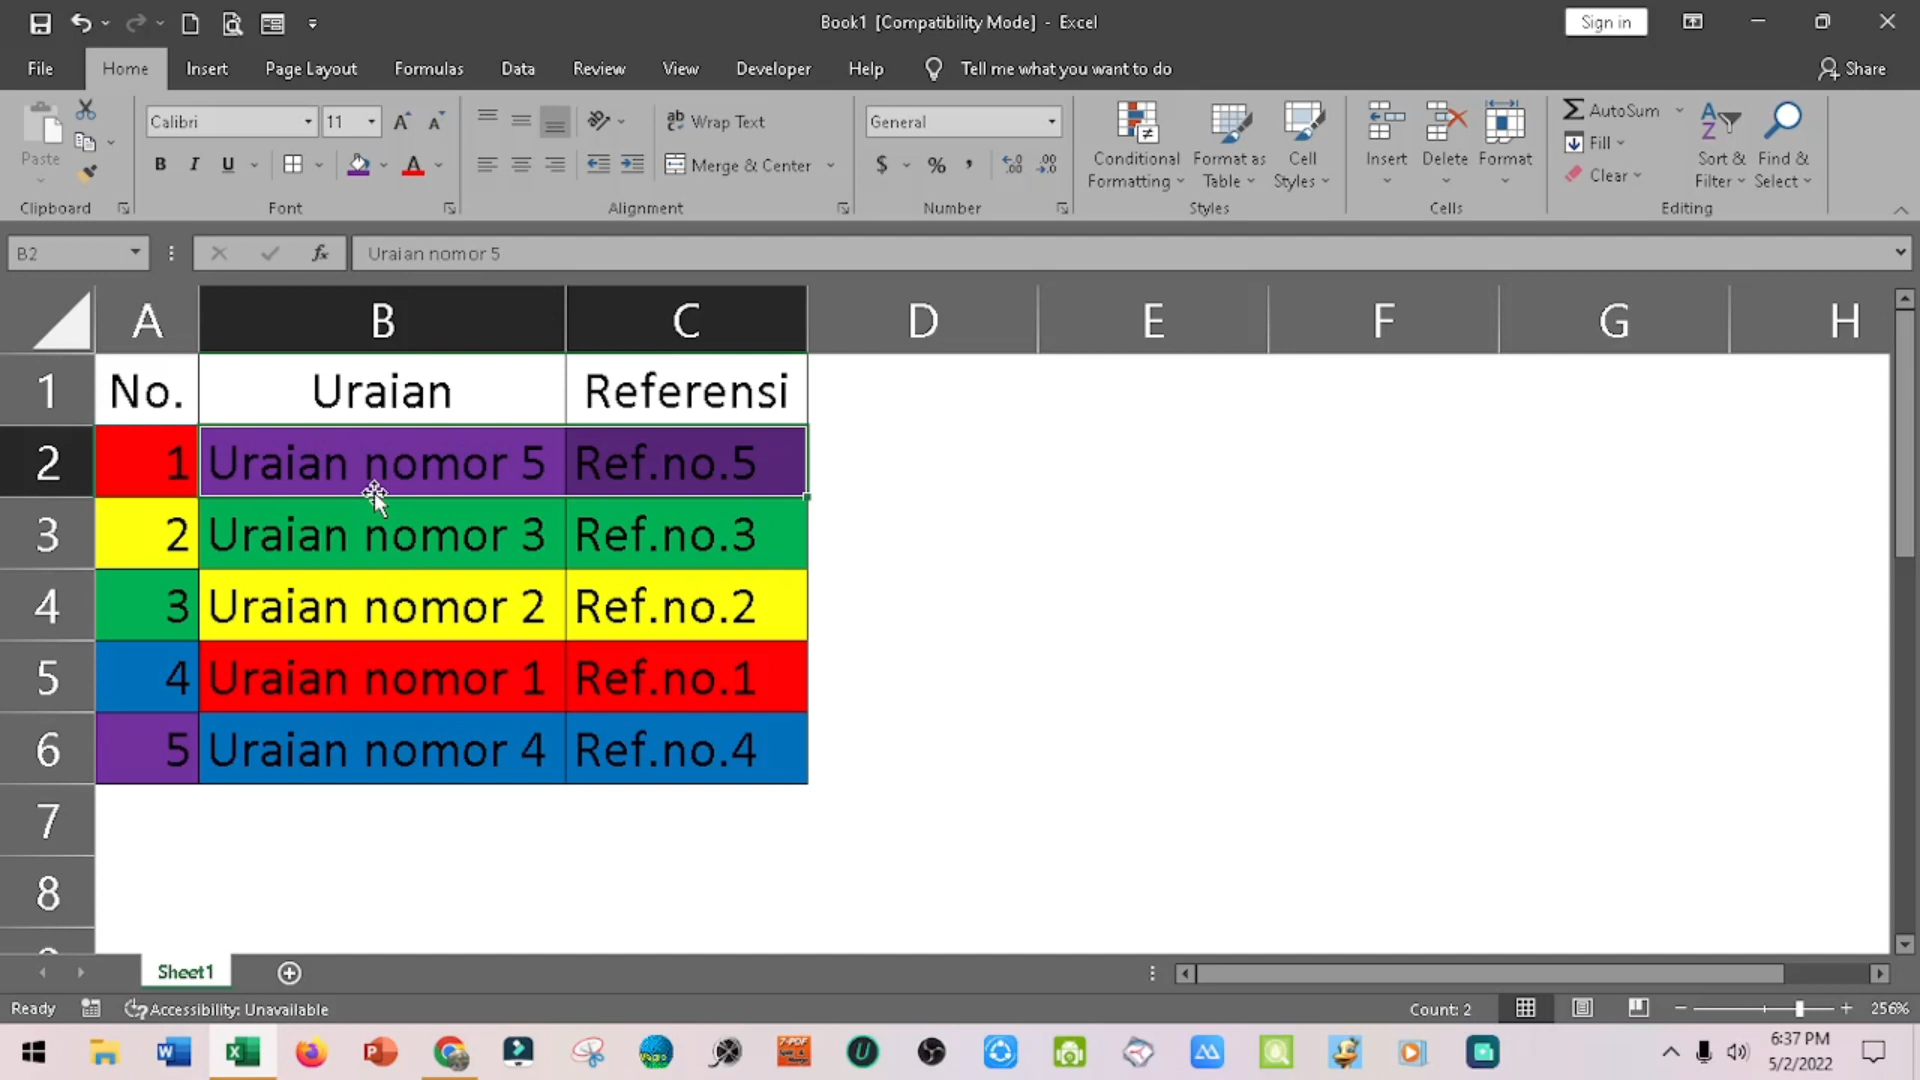 Book1 [Compatibility Mode] - Excel
Sign in
File Home Insert Page Layout Formulas Data Review View Developer Help Tell me what you want to do Share
Paste
Calibri 11
B I U A
ab Wrap Text
Merge & Center
General
$ % ,
Conditional Formatting
Format as Table
Cell Styles
Insert Delete Format
AutoSum
Fill
Clear
Sort & Filter
Find & Select
Clipboard Font Alignment Number Styles Cells Editing
B2 fx Uraian nomor 5
A B C D E F G H
1 No. Uraian Referensi
2 1 Uraian nomor 5 Ref.no.5
3 2 Uraian nomor 3 Ref.no.3
4 3 Uraian nomor 2 Ref.no.2
5 4 Uraian nomor 1 Ref.no.1
6 5 Uraian nomor 4 Ref.no.4
7
8
Sheet1
Ready Accessibility: Unavailable Count: 2 256%
6:37 PM
5/2/2022